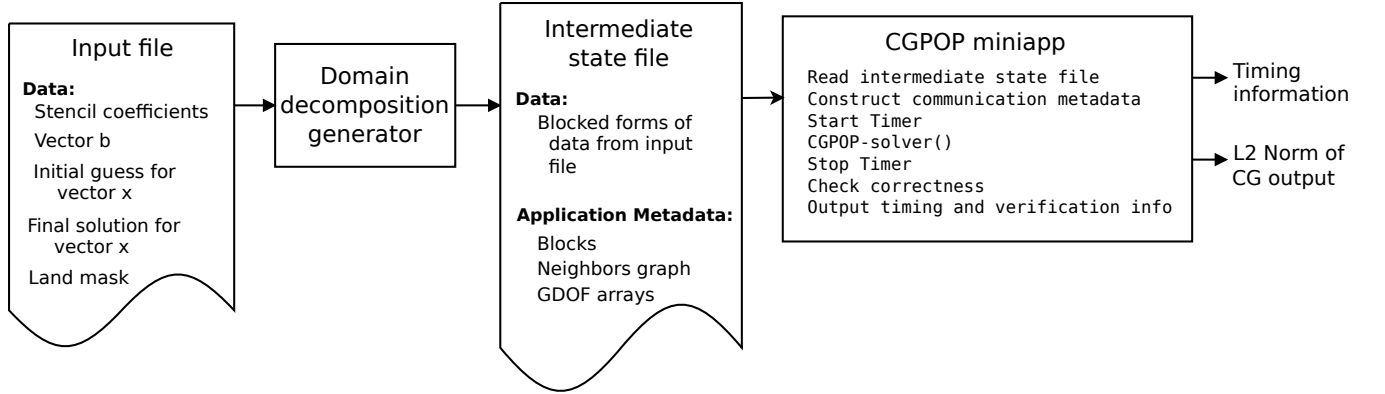 Input file
Data:
Stencil coefficients
Vector b
Initial guess for
vector x
Final solution for
vector x
Land mask
Domain
decomposition
generator
Intermediate
state file
Data:
Blocked forms of
data from input
file
Application Metadata:
Blocks
Neighbors graph
GDOF arrays
CGPOP miniapp
Read intermediate state file
Construct communication metadata
Start Timer
CGPOP-solver()
Stop Timer
Check correctness
Output timing and verification info
Timing
information
L2 Norm of
CG output